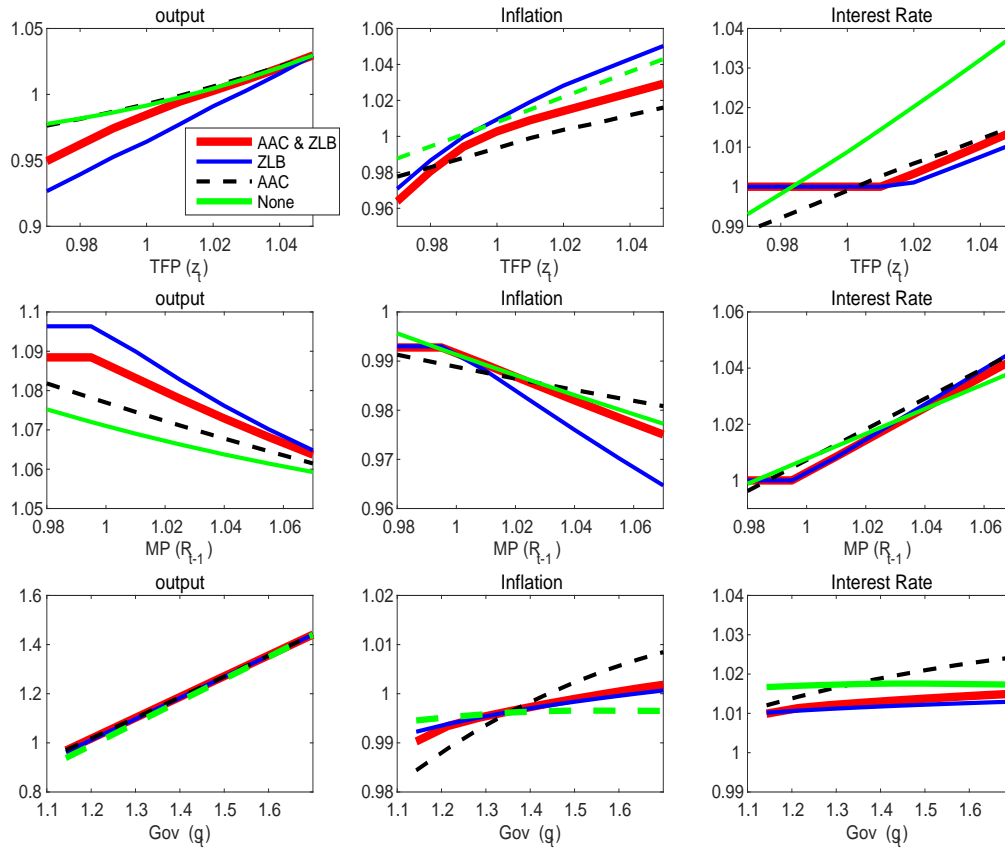 output Inflation Interest Rate
1.05 1.06 1.04
1.04 1.03
1 1.02 1.02
1 1.01
0.95 0.98 1
0.9 0.96 0.99
AAC & ZLB
ZLB
AAC
None
0.98 1 1.02 1.04 0.98 1 1.02 1.04 0.98 1 1.02 1.04
TFP (z_t) TFP (z_t) TFP (z_t)
output Inflation Interest Rate
1.1 1 1.06
1.09 0.99 1.04
1.08 0.98 1.02
1.07 0.97 1
1.06
1.05 0.96
0.98 1 1.02 1.04 1.06 0.98 1 1.02 1.04 1.06 0.98 1 1.02 1.04 1.06
MP (R_t-1) MP (R_t-1) MP (R_t-1)
output Inflation Interest Rate
1.6 1.02 1.04
1.4 1.01 1.03
1.2 1 1.02
1.01
1 0.99 1
0.8 0.98 0.99
1.1 1.2 1.3 1.4 1.5 1.6 1.1 1.2 1.3 1.4 1.5 1.6 1.1 1.2 1.3 1.4 1.5 1.6
Gov (g_t) Gov (g_t) Gov (g_t)